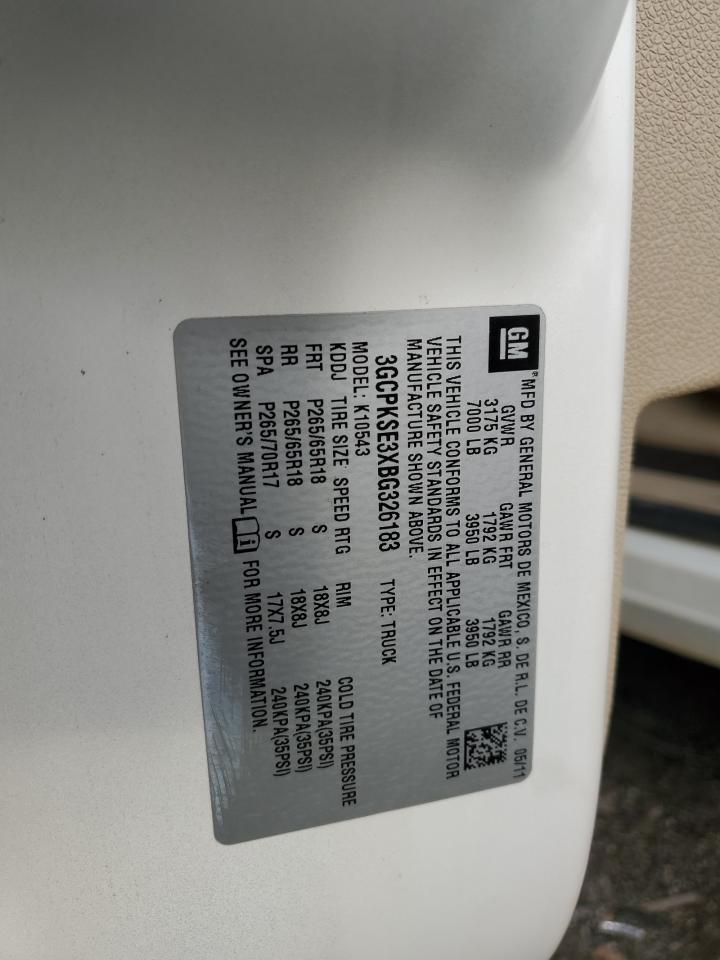 GM ® MFD BY GENERAL MOTORS DE MEXICO, S. DE R.L. DE C.V. 05/11
GVWR GAWR FRT GAWR RR
3175 KG 1792 KG 1792 KG
7000 LB 3950 LB 3950 LB
THIS VEHICLE CONFORMS TO ALL APPLICABLE U.S. FEDERAL MOTOR
VEHICLE SAFETY STANDARDS IN EFFECT ON THE DATE OF
MANUFACTURE SHOWN ABOVE.
3GCPKSE3XBG326183 TYPE: TRUCK
MODEL: K10543
KDDJ TIRE SIZE SPEED RTG RIM COLD TIRE PRESSURE
FRT P265/65R18 S 18X8J 240KPA(35PSI)
RR P265/65R18 S 18X8J 240KPA(35PSI)
SPA P265/70R17 S 17X7.5J 240KPA(35PSI)
SEE OWNER'S MANUAL i FOR MORE INFORMATION.